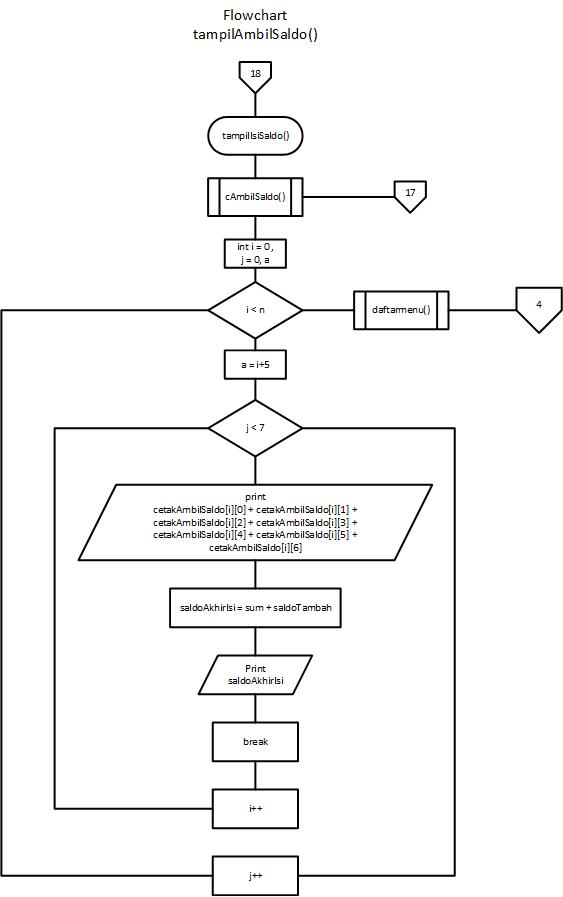 Flowchart
tampilAmbilSaldo()
18
tampilIsiSaldo()
cAmbilSaldo()
17
int i = 0,
j = 0, a
i < n
daftarmenu()
4
a = i+5
j < 7
print
cetakAmbilSaldo[i][0] + cetakAmbilSaldo[i][1] +
cetakAmbilSaldo[i][2] + cetakAmbilSaldo[i][3] +
cetakAmbilSaldo[i][4] + cetakAmbilSaldo[i][5] +
cetakAmbilSaldo[i][6]
saldoAkhirIsi = sum + saldoTambah
Print
saldoAkhirIsi
break
i++
j++